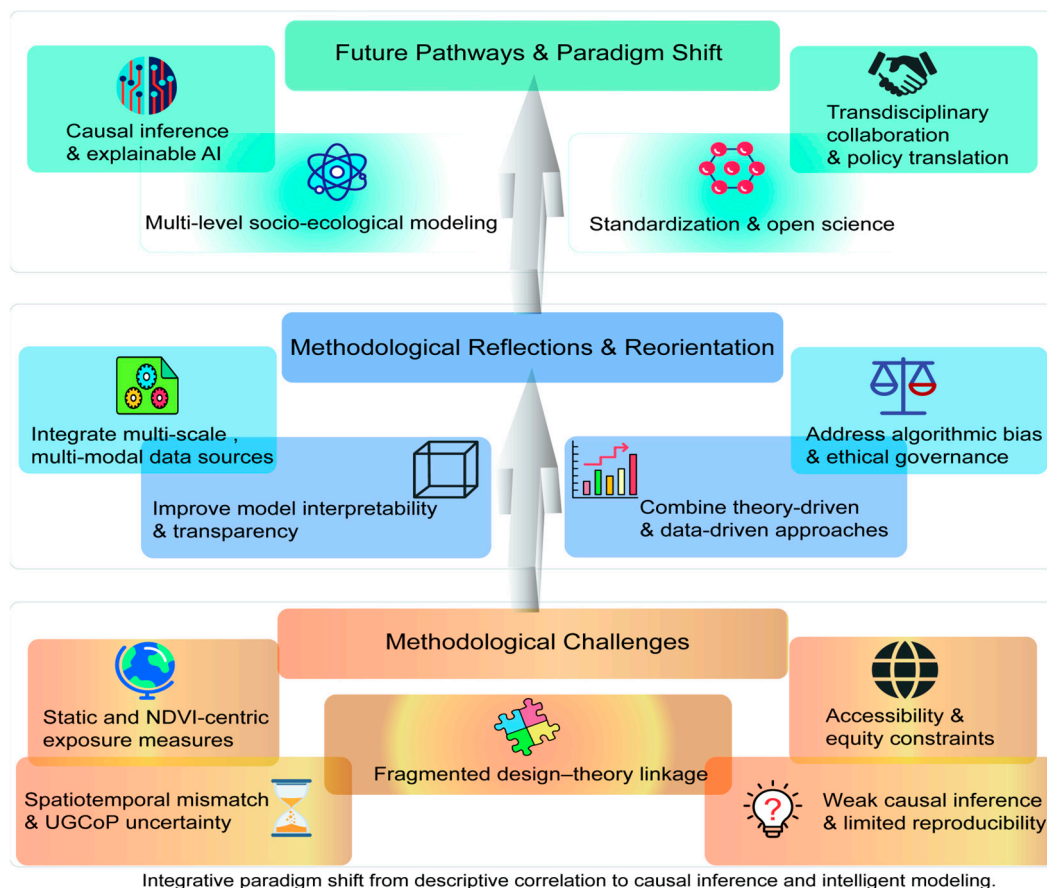 Future Pathways & Paradigm Shift
Causal inference
& explainable AI
Transdisciplinary
collaboration
& policy translation
Multi-level socio-ecological modeling
Standardization & open science
Methodological Reflections & Reorientation
Integrate multi-scale ,
multi-modal data sources
Address algorithmic bias
& ethical governance
Improve model interpretability
& transparency
Combine theory-driven
& data-driven approaches
Methodological Challenges
Static and NDVI-centric
exposure measures
Accessibility &
equity constraints
Fragmented design–theory linkage
Spatiotemporal mismatch
& UGCoP uncertainty
?
Weak causal inference
& limited reproducibility
Integrative paradigm shift from descriptive correlation to causal inference and intelligent modeling.